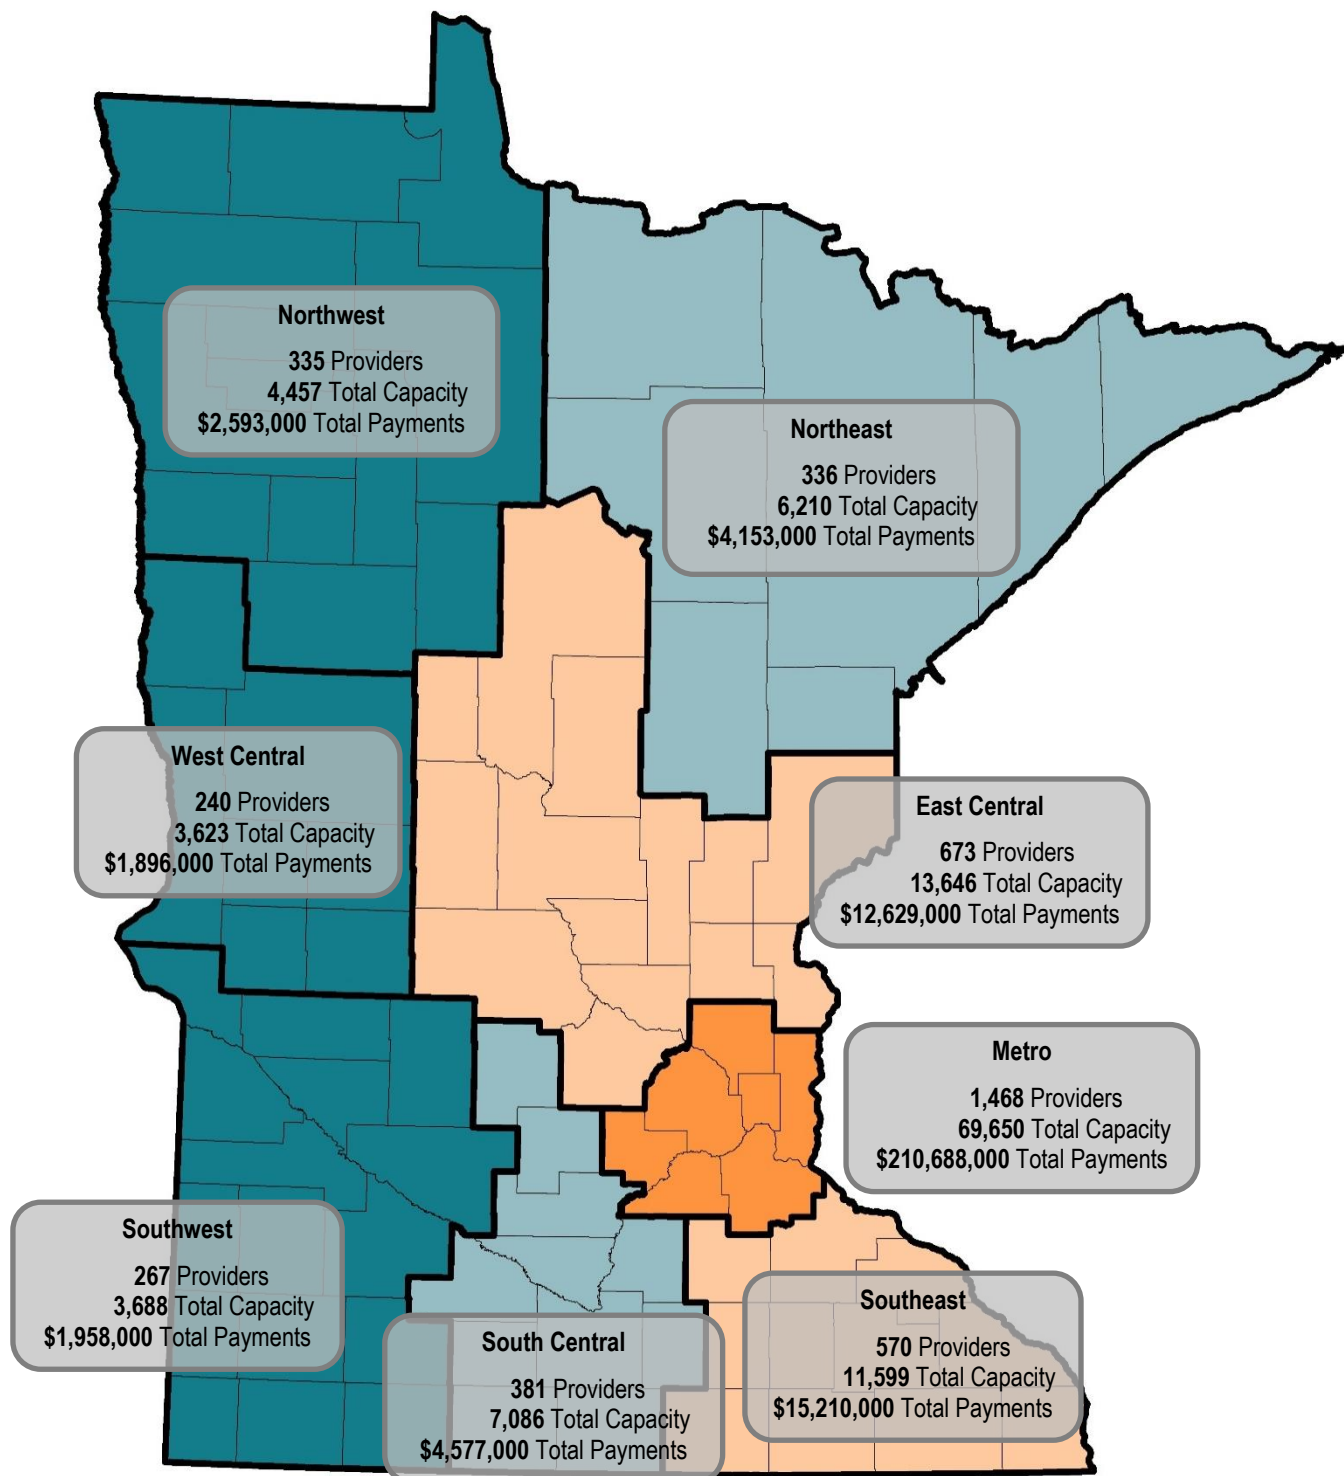 Northwest
335 Providers
4,457 Total Capacity
$2,593,000 Total Payments
Northeast
336 Providers
6,210 Total Capacity
$4,153,000 Total Payments
West Central
240 Providers
3,623 Total Capacity
$1,896,000 Total Payments
East Central
673 Providers
13,646 Total Capacity
$12,629,000 Total Payments
Metro
1,468 Providers
69,650 Total Capacity
$210,688,000 Total Payments
Southwest
267 Providers
3,688 Total Capacity
$1,958,000 Total Payments
South Central
381 Providers
7,086 Total Capacity
$4,577,000 Total Payments
Southeast
570 Providers
11,599 Total Capacity
$15,210,000 Total Payments